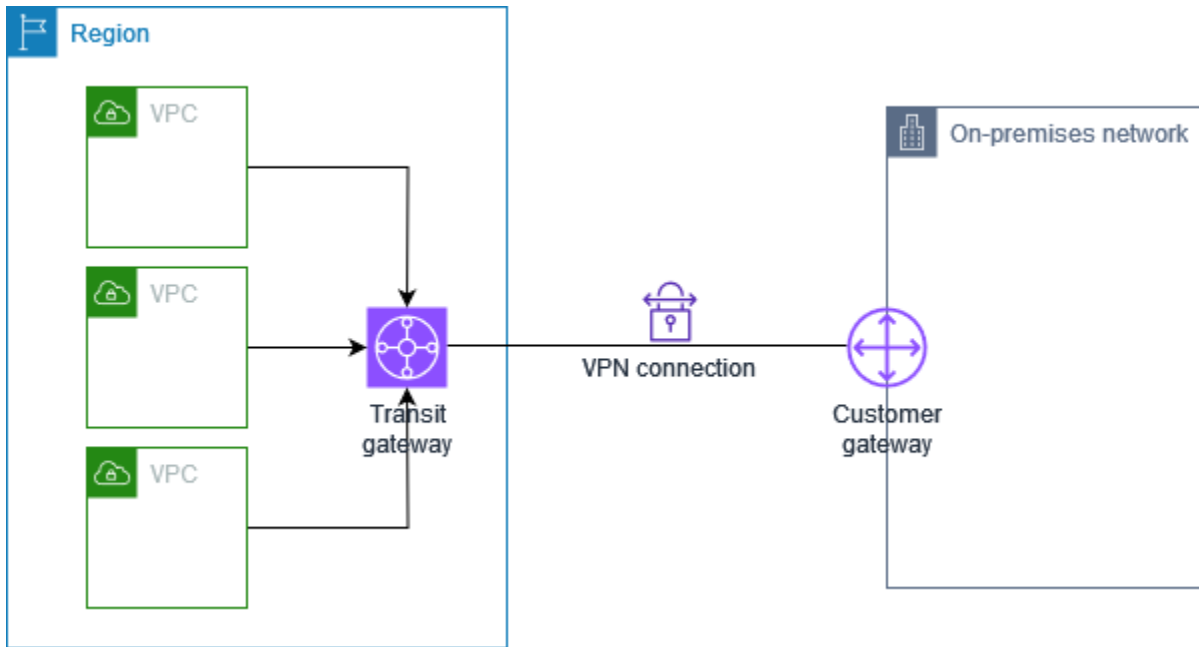 Region
VPC
VPC
VPC
Transit
gateway
VPN connection
Customer
gateway
On-premises network